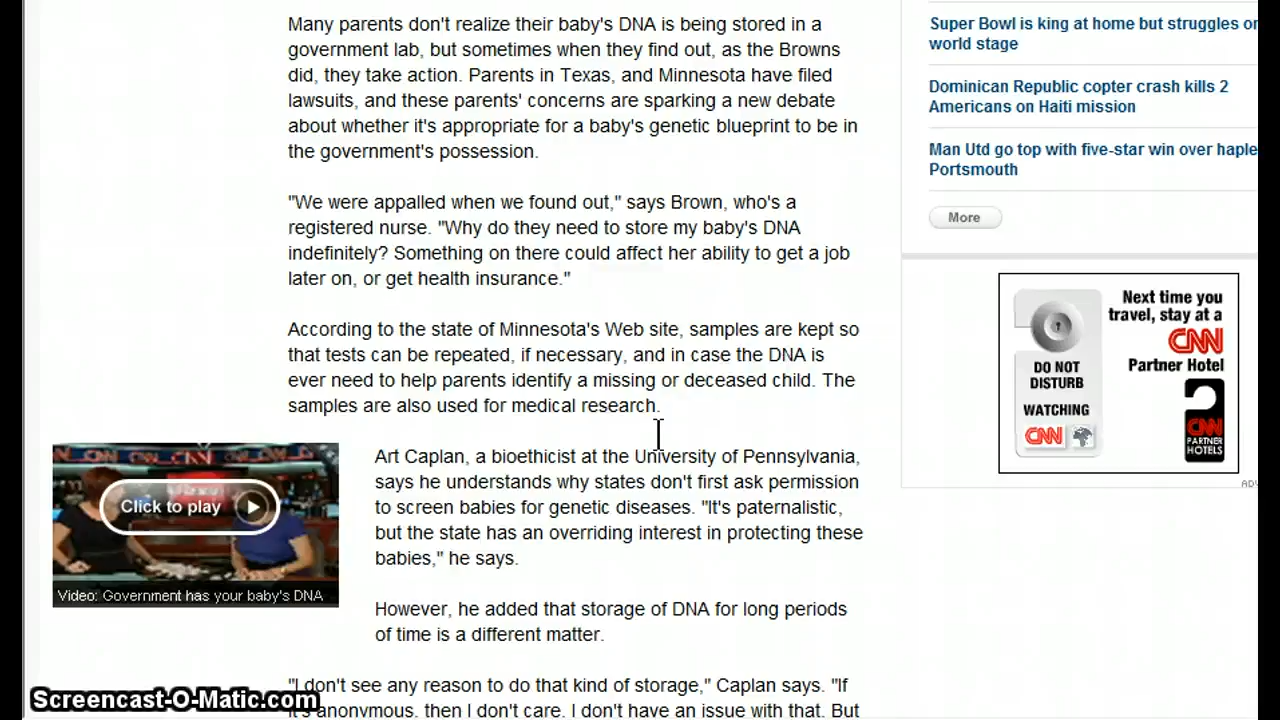 Many parents don't realize their baby's DNA is being stored in a
government lab, but sometimes when they find out, as the Browns
did, they take action. Parents in Texas, and Minnesota have filed
lawsuits, and these parents' concerns are sparking a new debate
about whether it's appropriate for a baby's genetic blueprint to be in
the government's possession.
"We were appalled when we found out," says Brown, who's a
registered nurse. "Why do they need to store my baby's DNA
indefinitely? Something on there could affect her ability to get a job
later on, or get health insurance."
According to the state of Minnesota's Web site, samples are kept so
that tests can be repeated, if necessary, and in case the DNA is
ever need to help parents identify a missing or deceased child. The
samples are also used for medical research.
Art Caplan, a bioethicist at the University of Pennsylvania,
says he understands why states don't first ask permission
to screen babies for genetic diseases. "It's paternalistic,
but the state has an overriding interest in protecting these
babies," he says.
However, he added that storage of DNA for long periods
of time is a different matter.
"I don't see any reason to do that kind of storage," Caplan says. "If
it's anonymous, then I don't care. I don't have an issue with that. But
Click to play
Video: Government has your baby's DNA
Screencast-O-Matic.com
Super Bowl is king at home but struggles on
world stage
Dominican Republic copter crash kills 2
Americans on Haiti mission
Man Utd go top with five-star win over haple
Portsmouth
More
Next time you
travel, stay at a
CNN
Partner Hotel
DO NOT
DISTURB
WATCHING
CNN
CNN
PARTNER
HOTELS